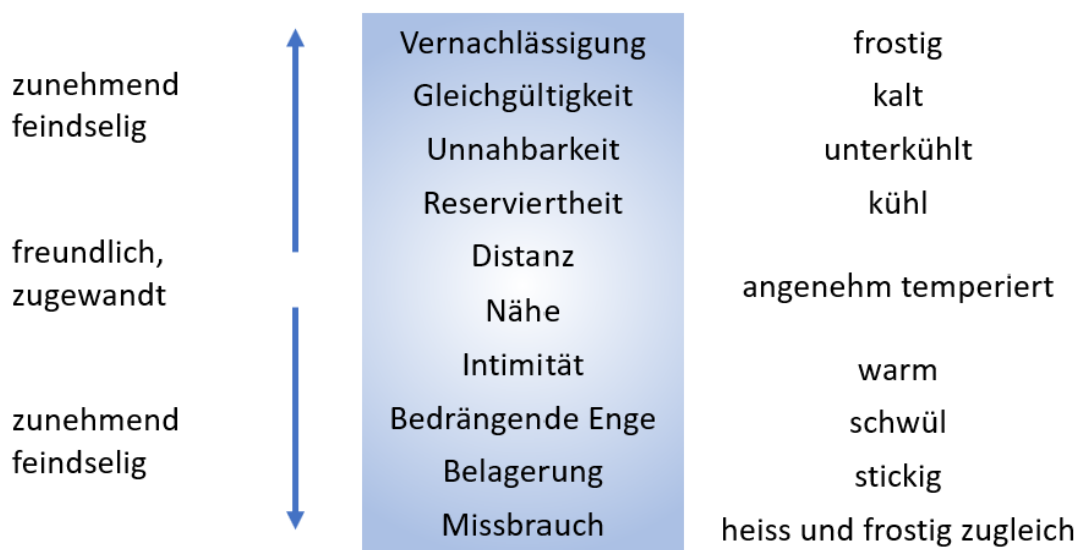 Vernachlässigung frostig
zunehmend
feindselig
Gleichgültigkeit kalt
Unnahbarkeit unterkühlt
Reserviertheit kühl
freundlich,
zugewandt
Distanz
angenehm temperiert
Nähe
Intimität warm
zunehmend
feindselig
Bedrängende Enge schwül
Belagerung stickig
Missbrauch heiss und frostig zugleich